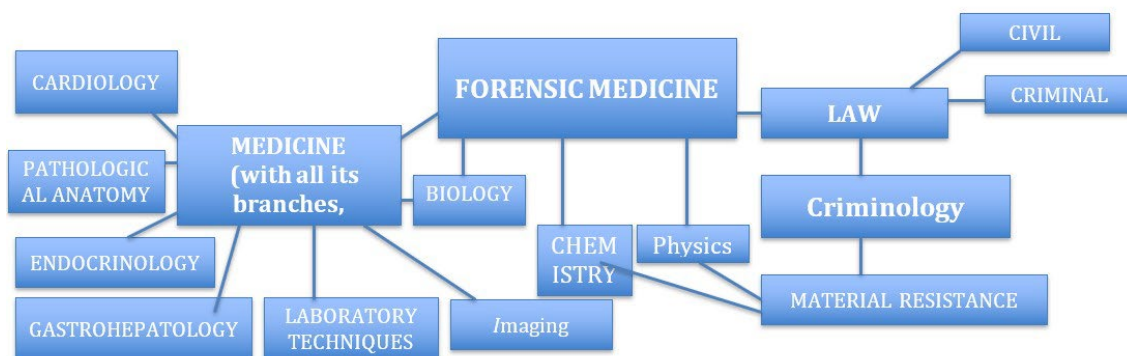 CIVIL
CARDIOLOGY
FORENSIC MEDICINE
CRIMINAL
LAW
MEDICINE
(with all its
branches,
PATHOLOGIC
AL ANATOMY
BIOLOGY
Criminology
CHEM
ISTRY
Physics
ENDOCRINOLOGY
MATERIAL RESISTANCE
GASTROHEPATOLOGY
LABORATORY
TECHNIQUES
Imaging